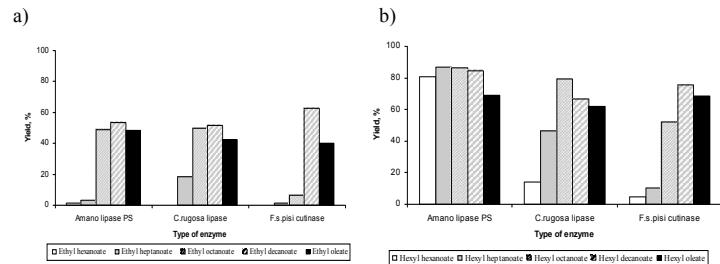 a)
100
80
60
40
20
0
Yield, %
Amano lipase PS C.rugosa lipase F.s.pisi cutinase
Type of enzyme
Ethyl hexanoate Ethyl heptanoate Ethyl octanoate Ethyl decanoate Ethyl oleate
b)
100
80
60
40
20
0
Yield, %
Amano lipase PS C.rugosa lipase F.s.pisi cutinase
Type of enzyme
Hexyl hexanoate Hexyl heptanoate Hexyl octanoate Hexyl decanoate Hexyl oleate